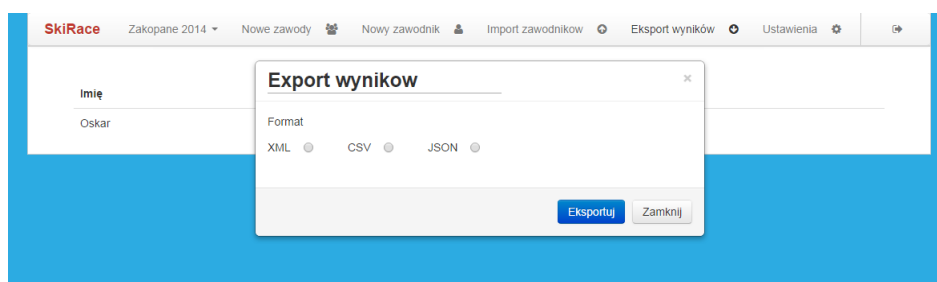 SkiRace Zakopane 2014 Nowe zawody Nowy zawodnik Import zawodnikow Eksport wyników Ustawienia
Export wynikow ×
Imię
Oskar
Format
XML CSV JSON
Eksportuj Zamknij